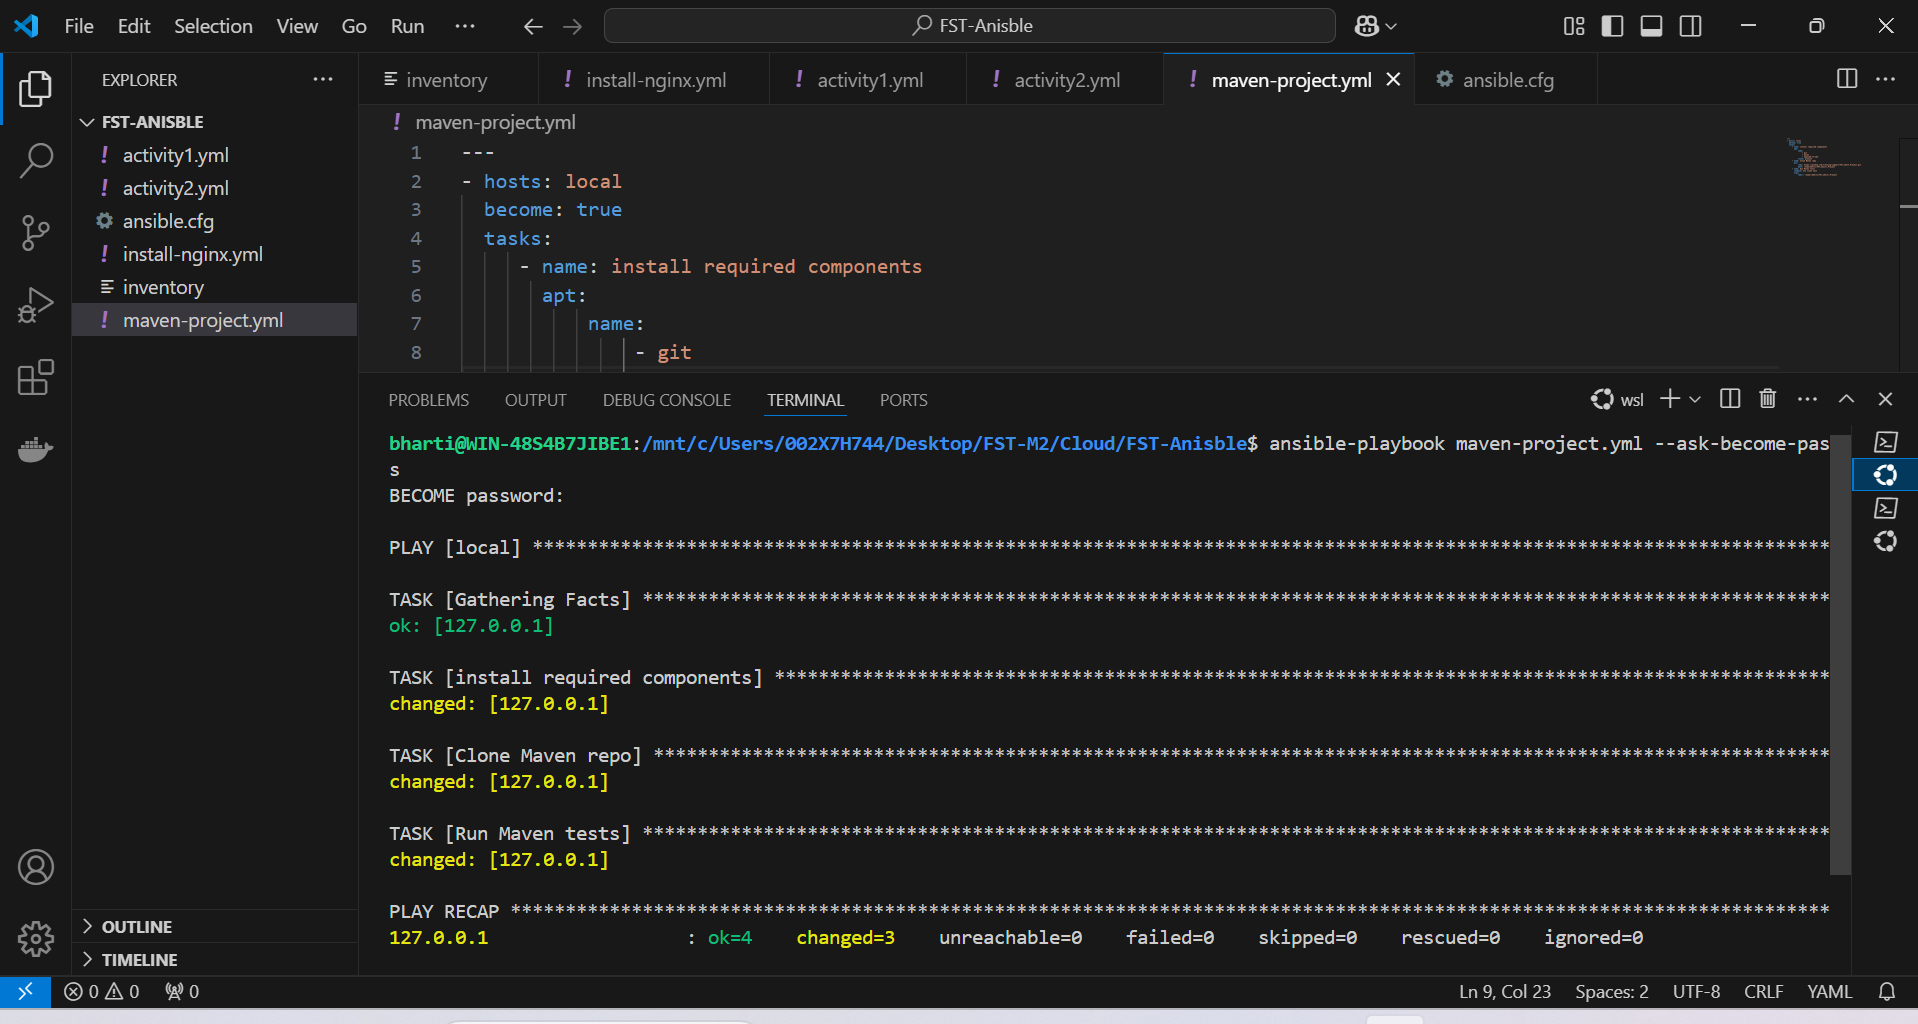 File Edit Selection View Go Run ··· FST-Anisble
EXPLORER ···
FST-ANISBLE
activity1.yml
activity2.yml
ansible.cfg
install-nginx.yml
inventory
maven-project.yml
OUTLINE
TIMELINE
inventory install-nginx.yml activity1.yml activity2.yml maven-project.yml ansible.cfg
maven-project.yml
1 ---
2 - hosts: local
3 become: true
4 tasks:
5 - name: install required components
6 apt:
7 name:
8 - git
PROBLEMS OUTPUT DEBUG CONSOLE TERMINAL PORTS wsl
bharti@WIN-48S4B7JIBE1:/mnt/c/Users/002X7H744/Desktop/FST-M2/Cloud/FST-Anisble$ ansible-playbook maven-project.yml --ask-become-pas
s
BECOME password:
PLAY [local] **********************************************************************************************************************
TASK [Gathering Facts] ************************************************************************************************************
ok: [127.0.0.1]
TASK [install required components] ************************************************************************************************
changed: [127.0.0.1]
TASK [Clone Maven repo] ***********************************************************************************************************
changed: [127.0.0.1]
TASK [Run Maven tests] ************************************************************************************************************
changed: [127.0.0.1]
PLAY RECAP ************************************************************************************************************************
127.0.0.1 : ok=4 changed=3 unreachable=0 failed=0 skipped=0 rescued=0 ignored=0
0 0 0 Ln 9, Col 23 Spaces: 2 UTF-8 CRLF YAML